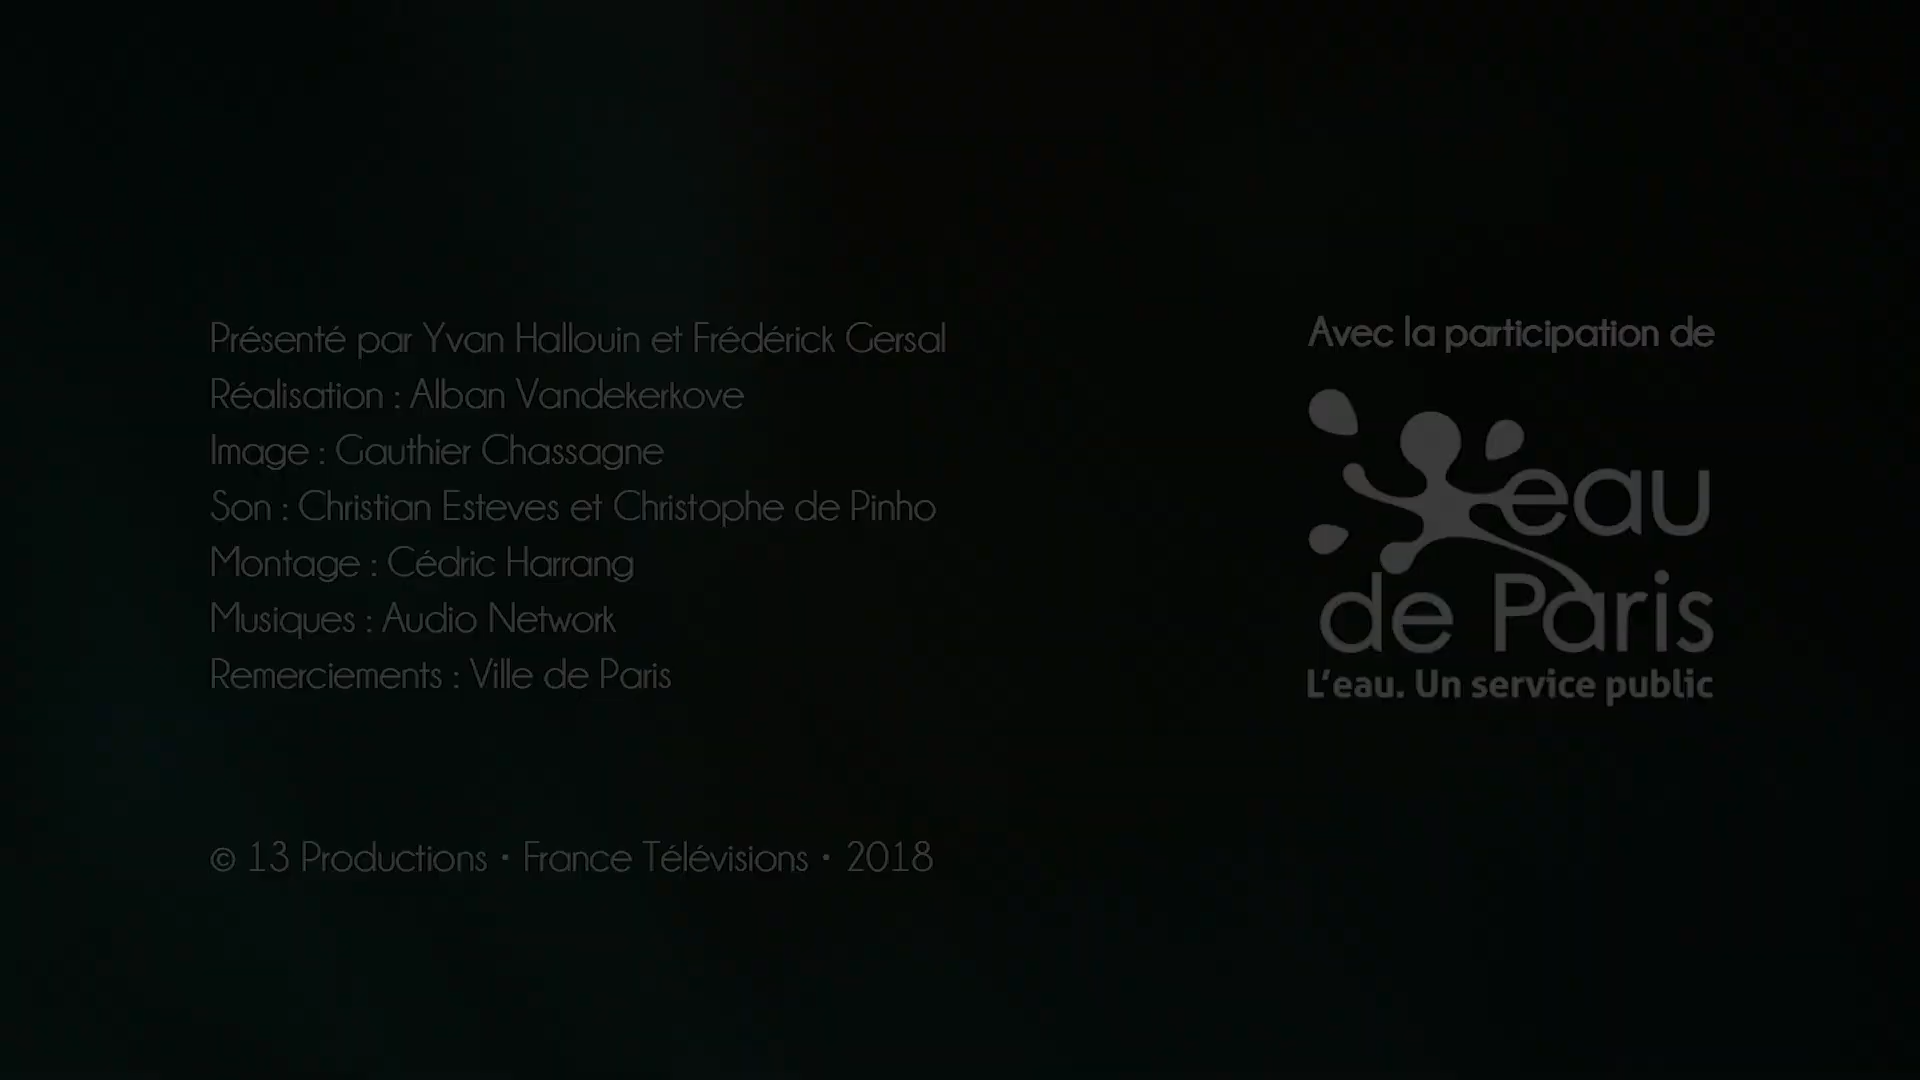 Présenté par Yvan Hallouin et Frédérick Gersal
Réalisation : Alban Vandekerkove
Image : Gauthier Chassagne
Son : Christian Esteves et Christophe de Pinho
Montage : Cédric Harrang
Musiques : Audio Network
Remerciements : Ville de Paris
© 13 Productions • France Télévisions • 2018
Avec la participation de
eau
de Paris
L'eau. Un service public